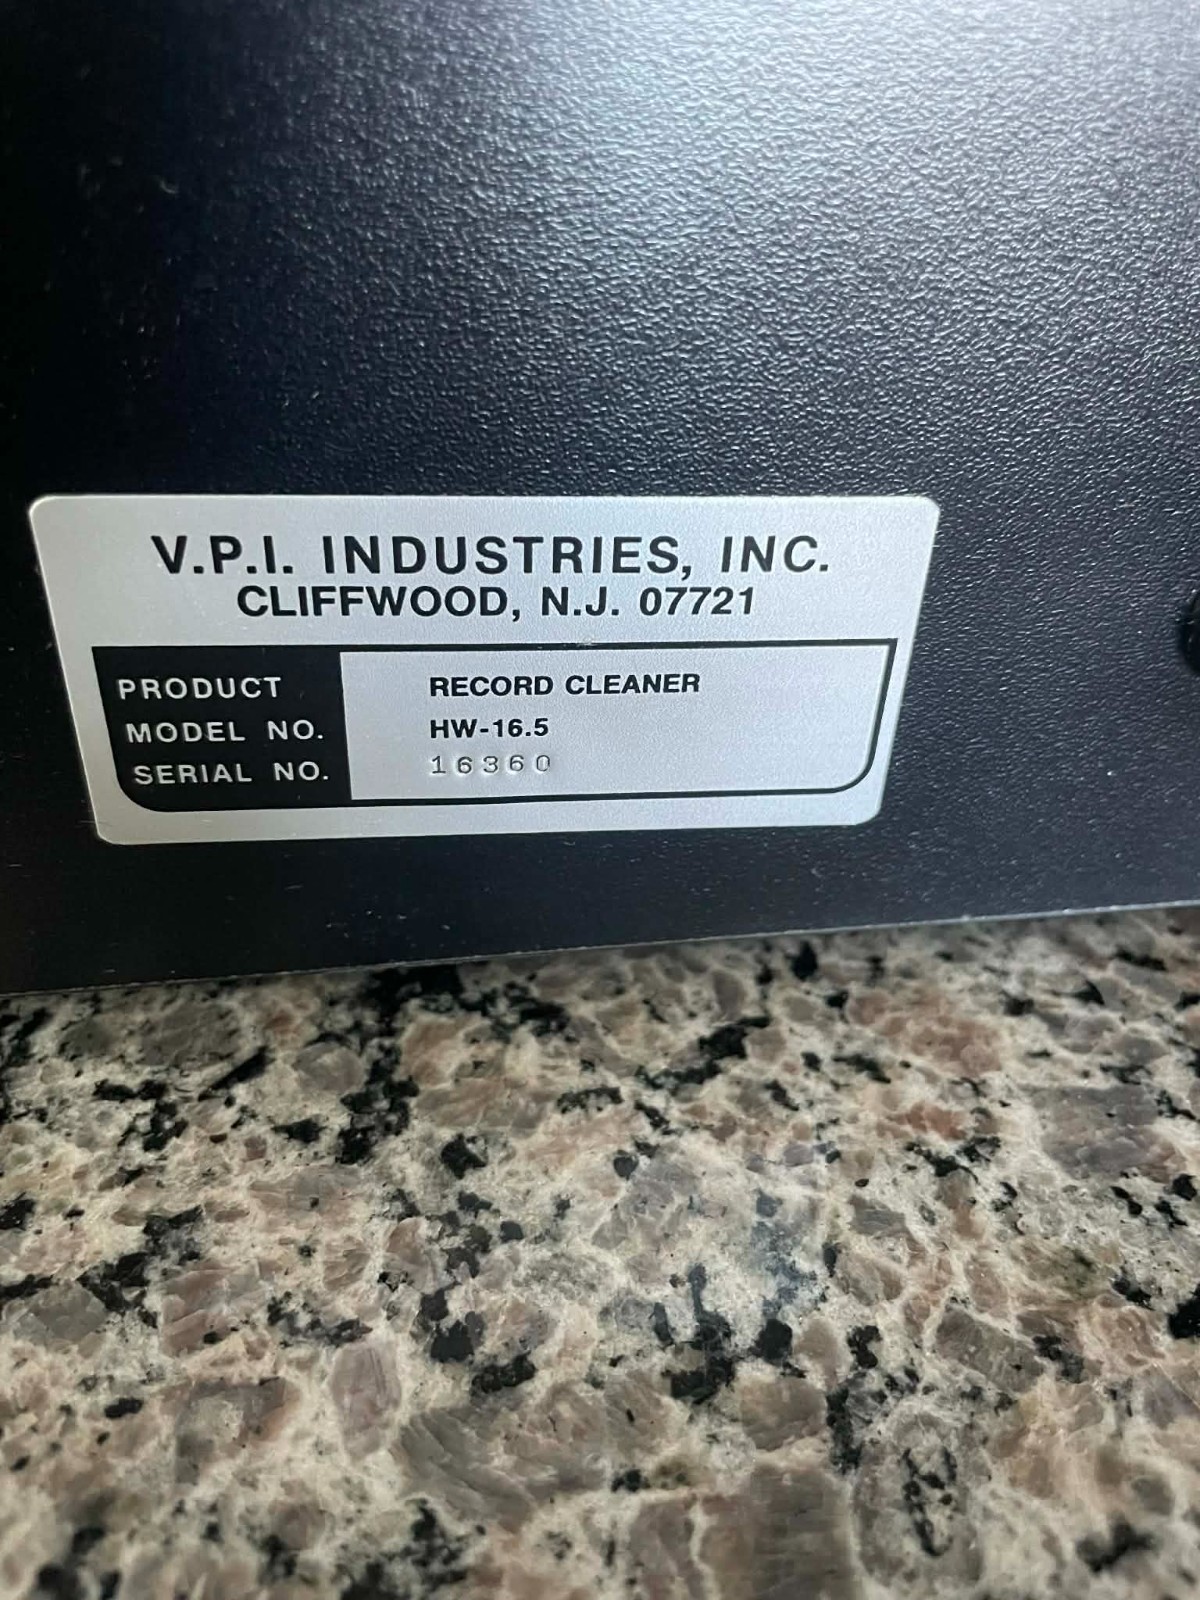 V.P.I. INDUSTRIES, INC.
CLIFFWOOD, N.J. 07721
PRODUCT RECORD CLEANER
MODEL NO. HW-16.5
SERIAL NO. 16360